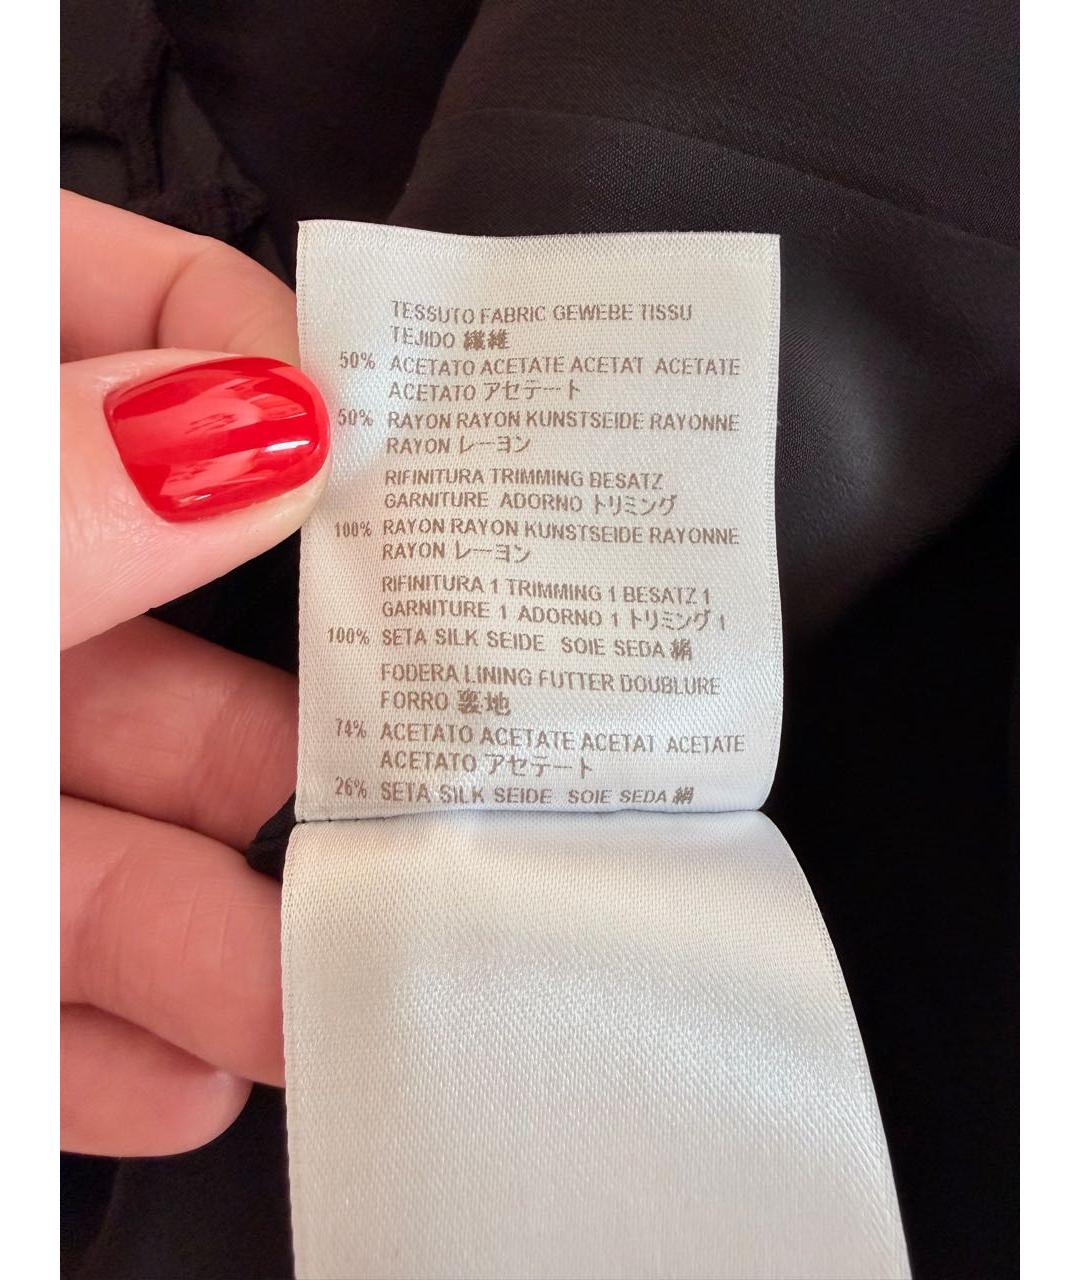 TESSUTO FABRIC GEWEBE TISSU
TEJIDO 繊維
50% ACETATO ACETATE ACETAT ACETATE
ACETATO アセテート
50% RAYON RAYON KUNSTSEIDE RAYONNE
RAYON レーヨン
RIFINITURA TRIMMING BESATZ
GARNITURE ADORNO トリミング
100% RAYON RAYON KUNSTSEIDE RAYONNE
RAYON レーヨン
RIFINITURA 1 TRIMMING 1 BESATZ 1
GARNITURE 1 ADORNO 1 トリミング 1
100% SETA SILK SEIDE SOIE SEDA 絹
FODERA LINING FUTTER DOUBLURE
FORRO 裏地
74% ACETATO ACETATE ACETAT ACETATE
ACETATO アセテート
26% SETA SILK SEIDE SOIE SEDA 絹